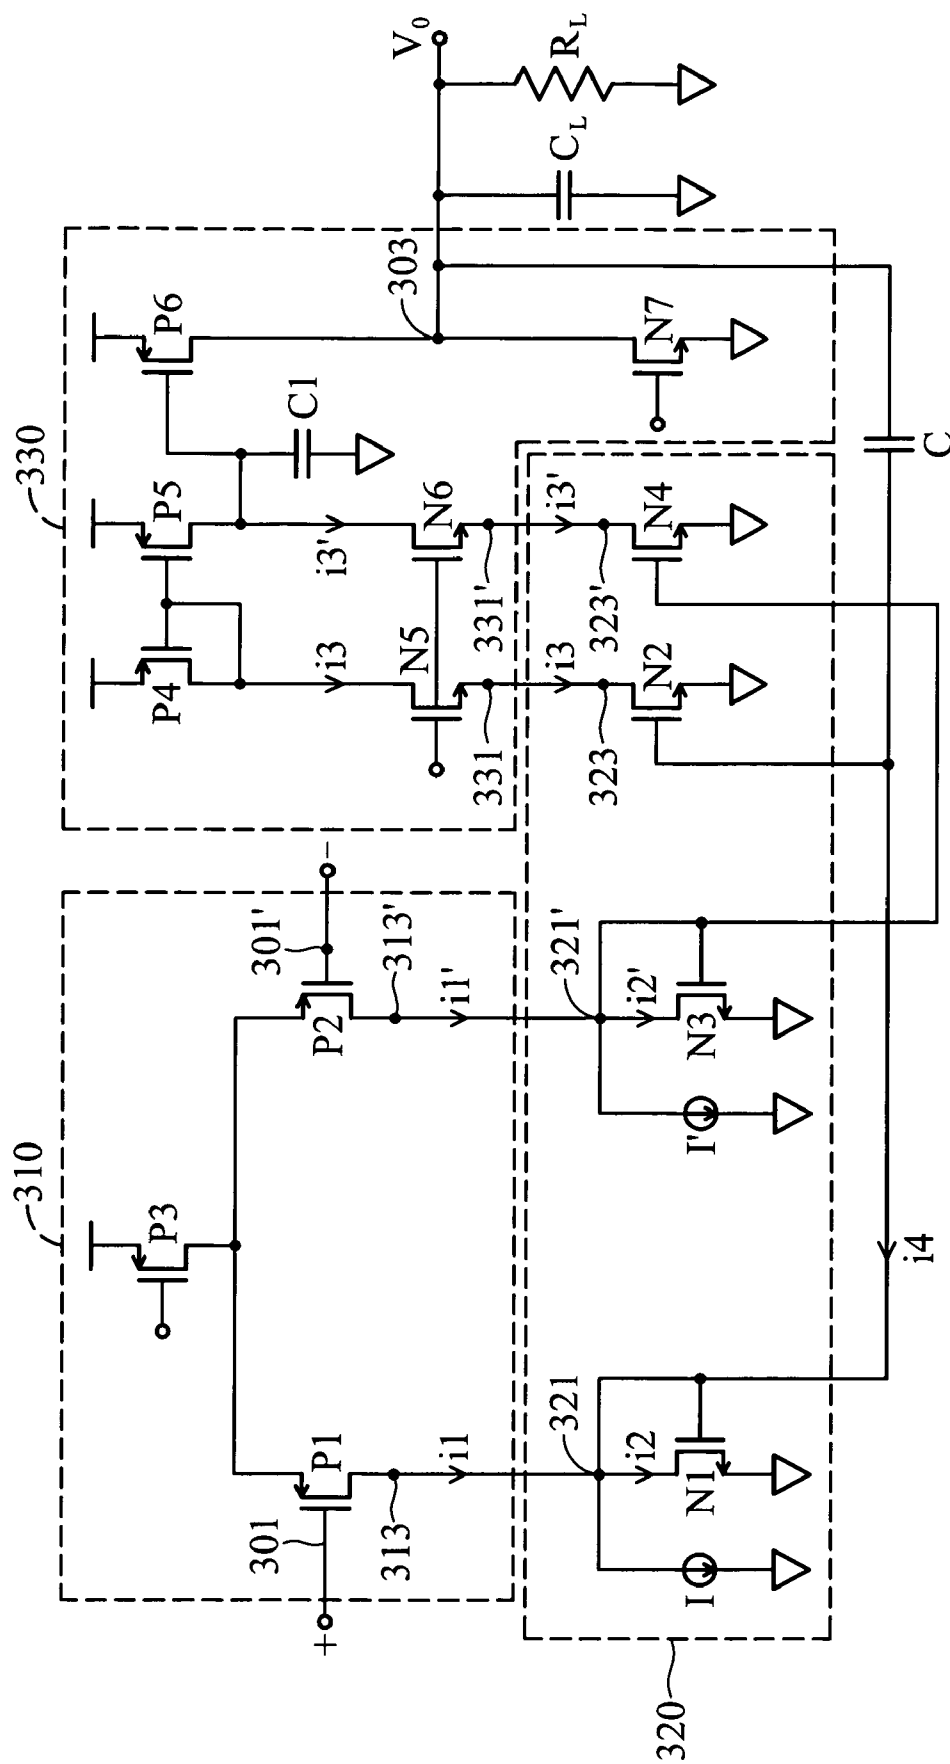 310
P3
+
301
P1
313
i1
P2
301'
−
313'
i1'
330
P4
P5
P6
C1
i3
i3'
N5
N6
331
331'
303
V₀
C_L
R_L
320
I
321
i2
N1
I'
321'
i2'
N3
323
i3
N2
323'
i3'
N4
N7
i4
C